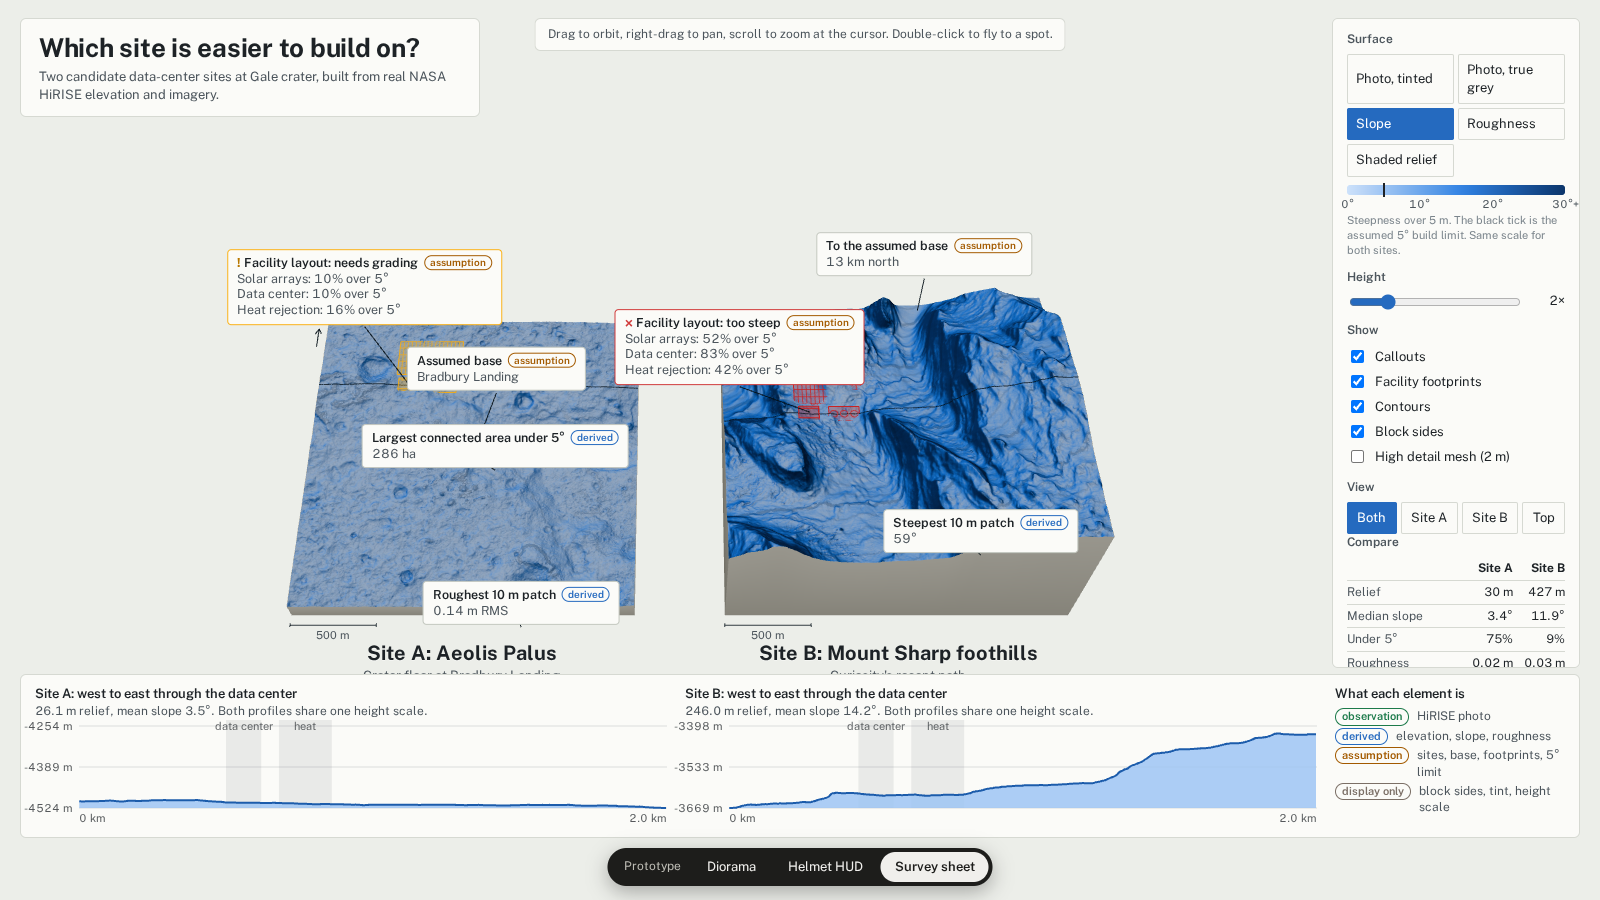 Which site is easier to build on?
Two candidate data-center sites at Gale crater, built from real NASA
HiRISE elevation and imagery.
Drag to orbit, right-drag to pan, scroll to zoom at the cursor. Double-click to fly to a spot.
! Facility layout: needs grading assumption
Solar arrays: 10% over 5°
Data center: 10% over 5°
Heat rejection: 16% over 5°
Assumed base assumption
Bradbury Landing
Largest connected area under 5° derived
286 ha
Roughest 10 m patch derived
0.14 m RMS
500 m
Site A: Aeolis Palus
Crater floor at Bradbury Landing
To the assumed base assumption
13 km north
× Facility layout: too steep assumption
Solar arrays: 52% over 5°
Data center: 83% over 5°
Heat rejection: 42% over 5°
Steepest 10 m patch derived
59°
500 m
Site B: Mount Sharp foothills
Curiosity's recent path
Surface
Photo, tinted
Photo, true
grey
Slope
Roughness
Shaded relief
0° 10° 20° 30°+
Steepness over 5 m. The black tick is the
assumed 5° build limit. Same scale for
both sites.
Height
2×
Show
Callouts
Facility footprints
Contours
Block sides
High detail mesh (2 m)
View
Both Site A Site B Top
Compare
Site A Site B
Relief 30 m 427 m
Median slope 3.4° 11.9°
Under 5° 75% 9%
Roughness 0.02 m 0.03 m
Site A: west to east through the data center
26.1 m relief, mean slope 3.5°. Both profiles share one height scale.
data center heat
-4254 m
-4389 m
-4524 m
0 km 2.0 km
Site B: west to east through the data center
246.0 m relief, mean slope 14.2°. Both profiles share one height scale.
data center heat
-3398 m
-3533 m
-3669 m
0 km 2.0 km
What each element is
observation HiRISE photo
derived elevation, slope, roughness
assumption sites, base, footprints, 5°
limit
display only block sides, tint, height
scale
Prototype Diorama Helmet HUD Survey sheet